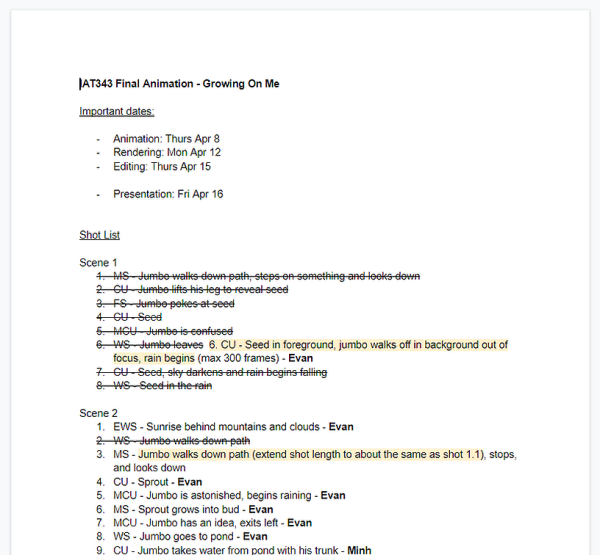 IAT343 Final Animation - Growing On Me
Important dates:
- Animation: Thurs Apr 8
- Rendering: Mon Apr 12
- Editing: Thurs Apr 15
- Presentation: Fri Apr 16
Shot List
Scene 1
1. MS - Jumbo walks down path, steps on something and looks down
2. CU - Jumbo lifts his leg to reveal seed
3. FS - Jumbo pokes at seed
4. CU - Seed
5. MCU - Jumbo is confused
6. WS - Jumbo leaves 6. CU - Seed in foreground, jumbo walks off in background out of
focus, rain begins (max 300 frames) - Evan
7. CU - Seed, sky darkens and rain begins falling
8. WS - Seed in the rain
Scene 2
1. EWS - Sunrise behind mountains and clouds - Evan
2. WS - Jumbo walks down path
3. MS - Jumbo walks down path (extend shot length to about the same as shot 1.1), stops,
and looks down
4. CU - Sprout - Evan
5. MCU - Jumbo is astonished, begins raining - Evan
6. MS - Sprout grows into bud - Evan
7. MCU - Jumbo has an idea, exits left - Evan
8. WS - Jumbo goes to pond - Evan
9. CU - Jumbo takes water from pond with his trunk - Minh